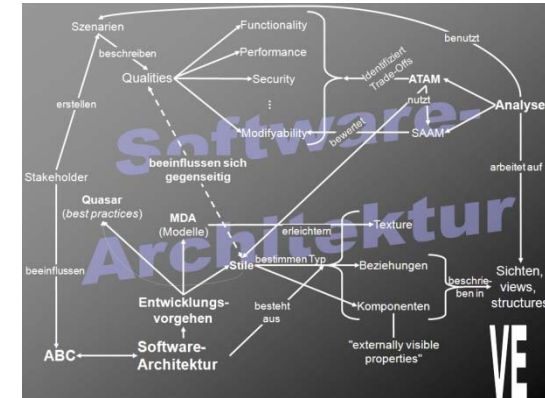 Szenarien
benutzt
Functionality
beschreiben
Performance
Identifiziert
Trade-Offs
Qualities
ATAM
Security
erstellen
nutzt
Analyse
⋮
Software-
Modifyability
bewertet
SAAM
beeinflussen sich
gegenseitig
arbeitet auf
Stakeholder
Quasar
(best practices)
MDA
(Modelle)
erleichtern
Texture
Architektur
beeinflussen
Stile
bestimmen Typ
Beziehungen
beschrie-
ben in
Sichten,
views,
structures
Entwicklungs-
vorgehen
besteht
aus
Komponenten
ABC
Software-
Architektur
"externally visible
properties"
VE